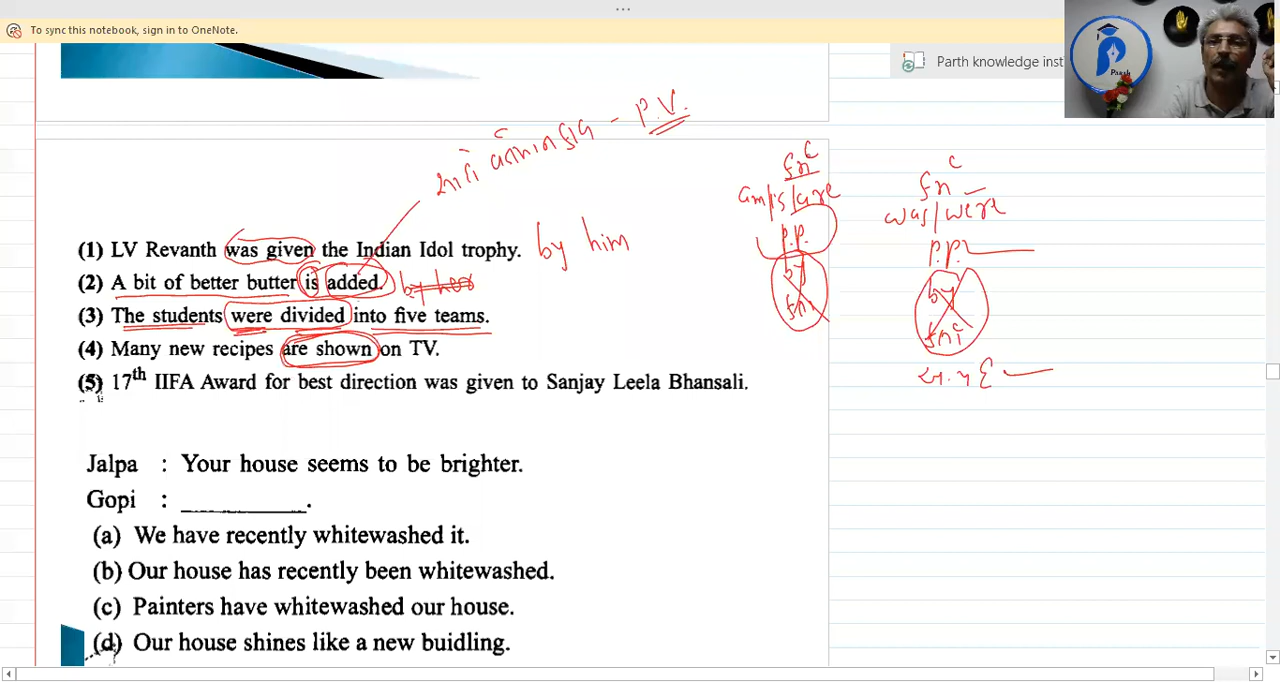 To sync this notebook, sign in to OneNote.
Parth knowledge inst
Parth
P.V.
am/is/are
was/were
P.P.
P.P.
by
by
(1) LV Revanth was given the Indian Idol trophy. by him
(2) A bit of better butter is added.
(3) The students were divided into five teams.
(4) Many new recipes are shown on TV.
(5) 17th IIFA Award for best direction was given to Sanjay Leela Bhansali.
Jalpa : Your house seems to be brighter.
Gopi : __________.
(a) We have recently whitewashed it.
(b) Our house has recently been whitewashed.
(c) Painters have whitewashed our house.
(d) Our house shines like a new buidling.